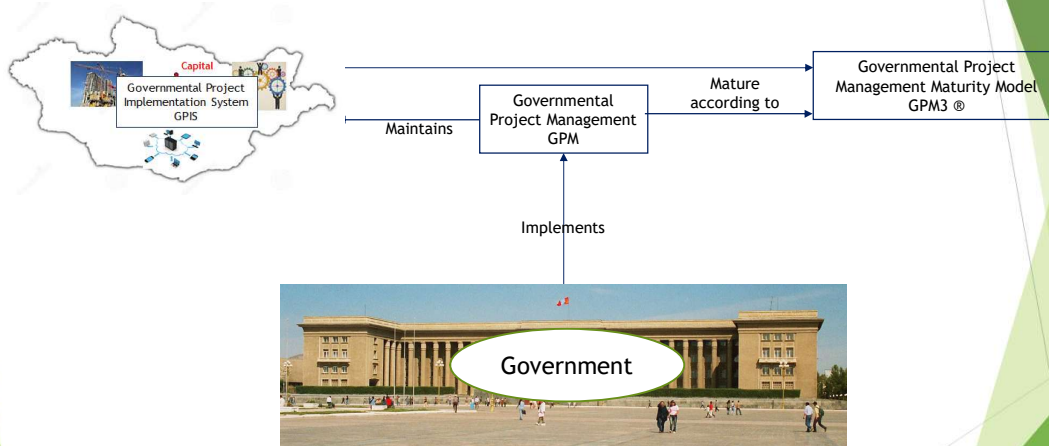 Capital
Governmental Project
Implementation System
GPIS
Maintains
Governmental
Project Management
GPM
Mature
according to
Governmental Project
Management Maturity Model
GPM3 ®
Implements
Government